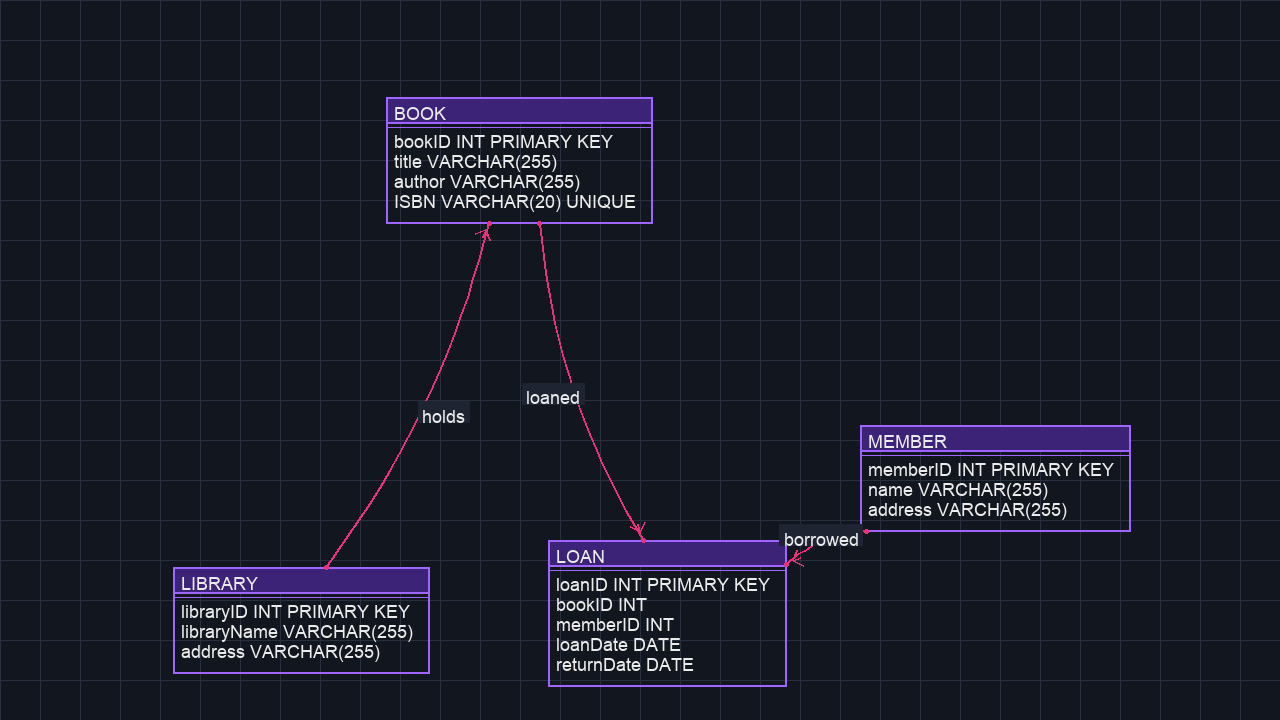 BOOK
bookID INT PRIMARY KEY
title VARCHAR(255)
author VARCHAR(255)
ISBN VARCHAR(20) UNIQUE
loaned
holds
MEMBER
memberID INT PRIMARY KEY
name VARCHAR(255)
address VARCHAR(255)
borrowed
LOAN
loanID INT PRIMARY KEY
bookID INT
memberID INT
loanDate DATE
returnDate DATE
LIBRARY
libraryID INT PRIMARY KEY
libraryName VARCHAR(255)
address VARCHAR(255)